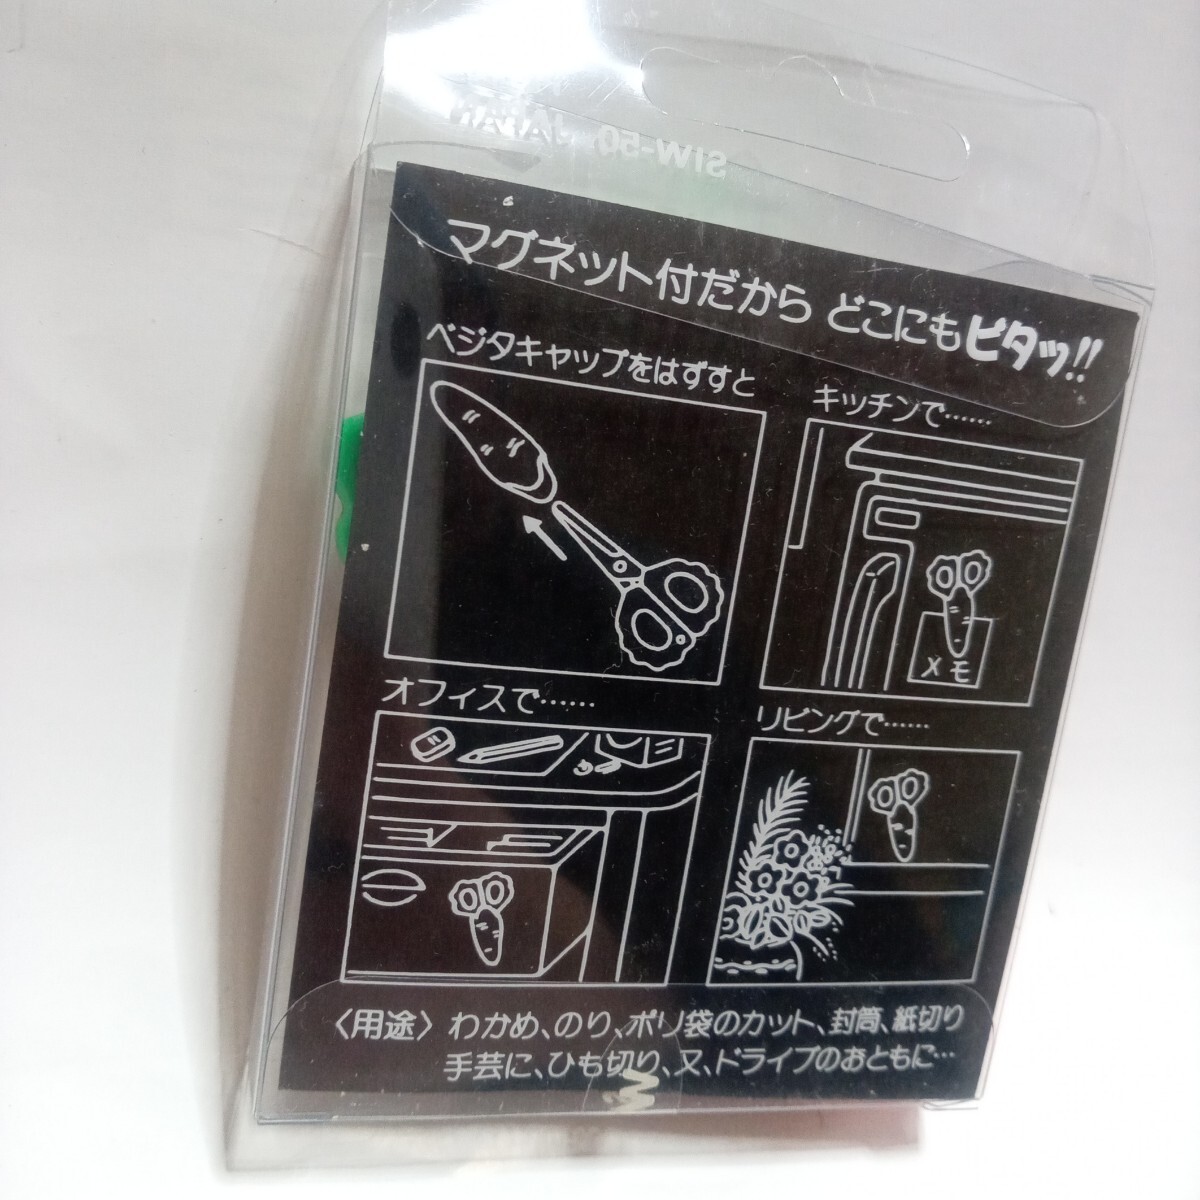 SIW-50, JAPAN
マグネット付だから どこにもピタッ!!
ベジタキャップをはずすと
キッチンで……
メモ
オフィスで……
リビングで……
〈用途〉わかめ、のり、ポリ袋のカット、封筒、紙切り
手芸に、ひも切り、又、ドライブのおともに…